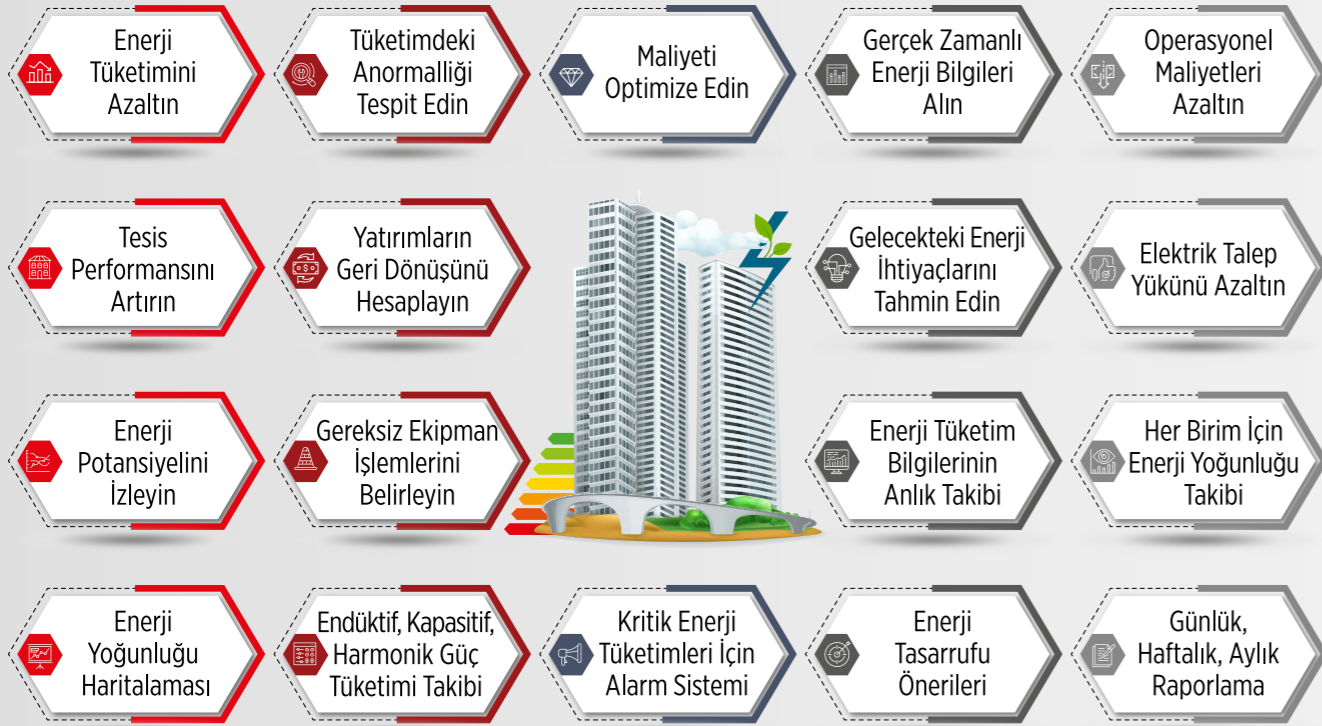 Enerji
Tüketimini
Azaltın
Tüketimdeki
Anormalliği
Tespit Edin
Maliyeti
Optimize Edin
Gerçek Zamanlı
Enerji Bilgileri
Alın
Operasyonel
Maliyetleri
Azaltın
Tesis
Performansını
Artırın
Yatırımların
Geri Dönüşünü
Hesaplayın
Gelecekteki Enerji
İhtiyaçlarını
Tahmin Edin
Elektrik Talep
Yükünü Azaltın
Enerji
Potansiyelini
İzleyin
Gereksiz Ekipman
İşlemlerini
Belirleyin
Enerji Tüketim
Bilgilerinin
Anlık Takibi
Her Birim İçin
Enerji Yoğunluğu
Takibi
Enerji
Yoğunluğu
Haritalaması
Endüktif, Kapasitif,
Harmonik Güç
Tüketimi Takibi
Kritik Enerji
Tüketimleri İçin
Alarm Sistemi
Enerji
Tasarrufu
Önerileri
Günlük,
Haftalık, Aylık
Raporlama